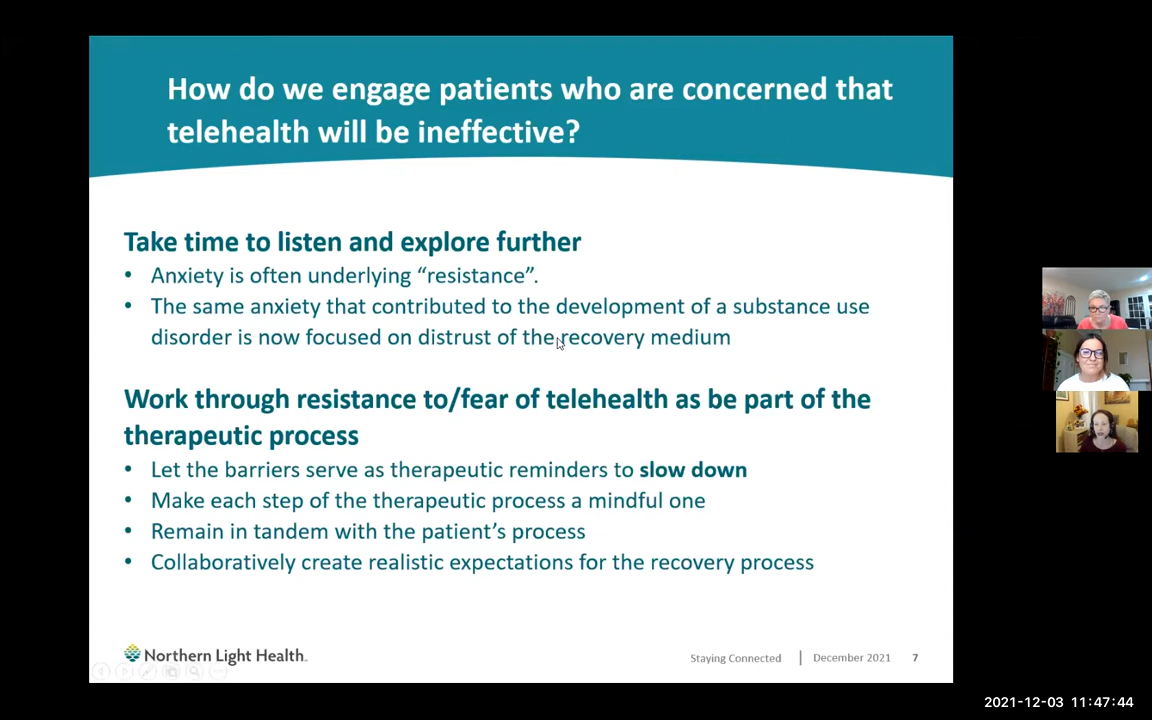 How do we engage patients who are concerned that
telehealth will be ineffective?
Take time to listen and explore further
• Anxiety is often underlying “resistance”.
• The same anxiety that contributed to the development of a substance use
disorder is now focused on distrust of the recovery medium
Work through resistance to/fear of telehealth as be part of the
therapeutic process
• Let the barriers serve as therapeutic reminders to slow down
• Make each step of the therapeutic process a mindful one
• Remain in tandem with the patient’s process
• Collaboratively create realistic expectations for the recovery process
Northern Light Health.
Staying Connected | December 2021 7
2021-12-03 11:47:44